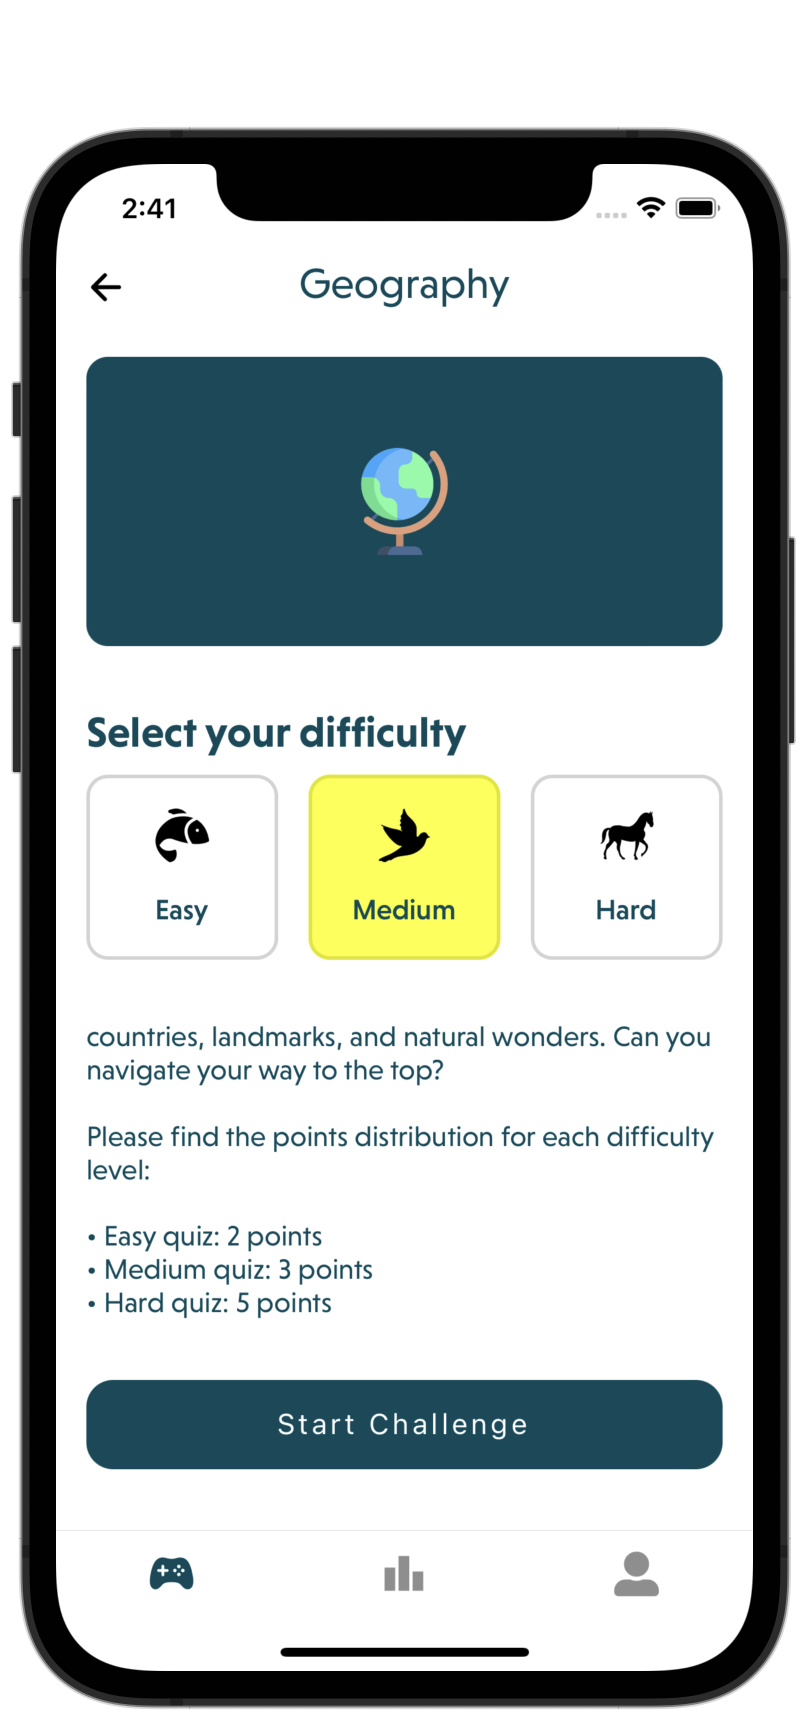 2:41
Geography
Select your difficulty
Easy
Medium
Hard
countries, landmarks, and natural wonders. Can you
navigate your way to the top?
Please find the points distribution for each difficulty
level:
• Easy quiz: 2 points
• Medium quiz: 3 points
• Hard quiz: 5 points
Start Challenge